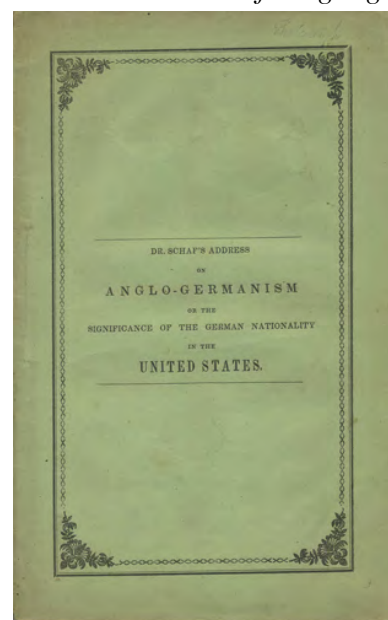 DR. SCHAF'S ADDRESS
ON
ANGLO-GERMANISM
OR THE
SIGNIFICANCE OF THE GERMAN NATIONALITY
IN THE
UNITED STATES.